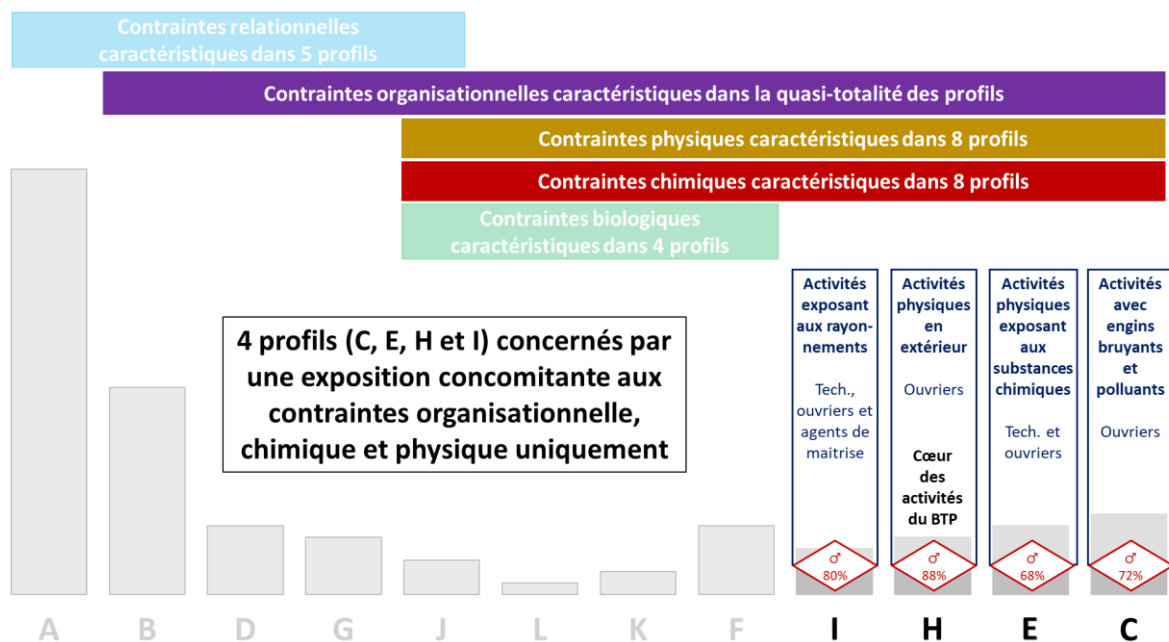 Contraintes relationnelles
caractéristiques dans 5 profils
Contraintes organisationnelles caractéristiques dans la quasi-totalité des profils
Contraintes physiques caractéristiques dans 8 profils
Contraintes chimiques caractéristiques dans 8 profils
Contraintes biologiques
caractéristiques dans 4 profils
4 profils (C, E, H et I) concernés par
une exposition concomitante aux
contraintes organisationnelle,
chimique et physique uniquement
Activités
exposant
aux rayon-
nements
Tech.,
ouvriers et
agents de
maitrise
♂
80%
Activités
physiques
en
extérieur
Ouvriers
Cœur
des
activités
du BTP
♂
88%
Activités
physiques
exposant
aux
substances
chimiques
Tech. et
ouvriers
♂
68%
Activités
avec
engins
bruyants
et
polluants
Ouvriers
♂
72%
A B D G J L K F I H E C